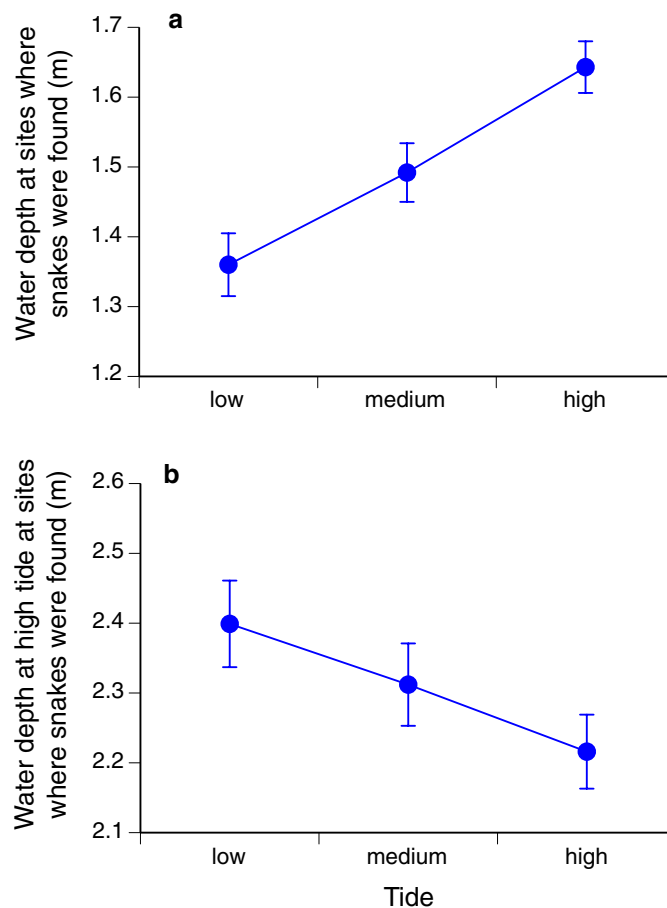 a
Water depth at sites where
snakes were found (m)
1.7
1.6
1.5
1.4
1.3
1.2
low medium high
b
Water depth at high tide at sites
where snakes were found (m)
2.6
2.5
2.4
2.3
2.2
2.1
low medium high
Tide